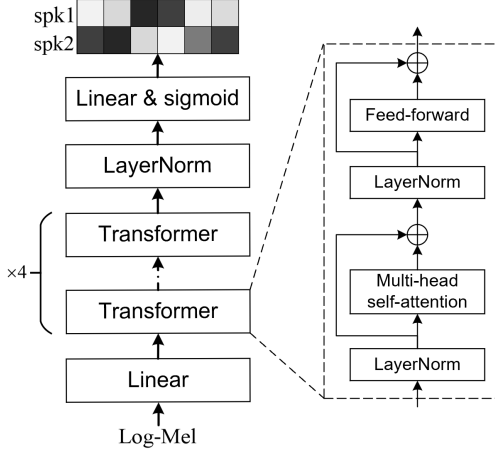 spk1
spk2
Linear & sigmoid
LayerNorm
Transformer
×4
Transformer
Linear
Log-Mel
Feed-forward
LayerNorm
Multi-head
self-attention
LayerNorm